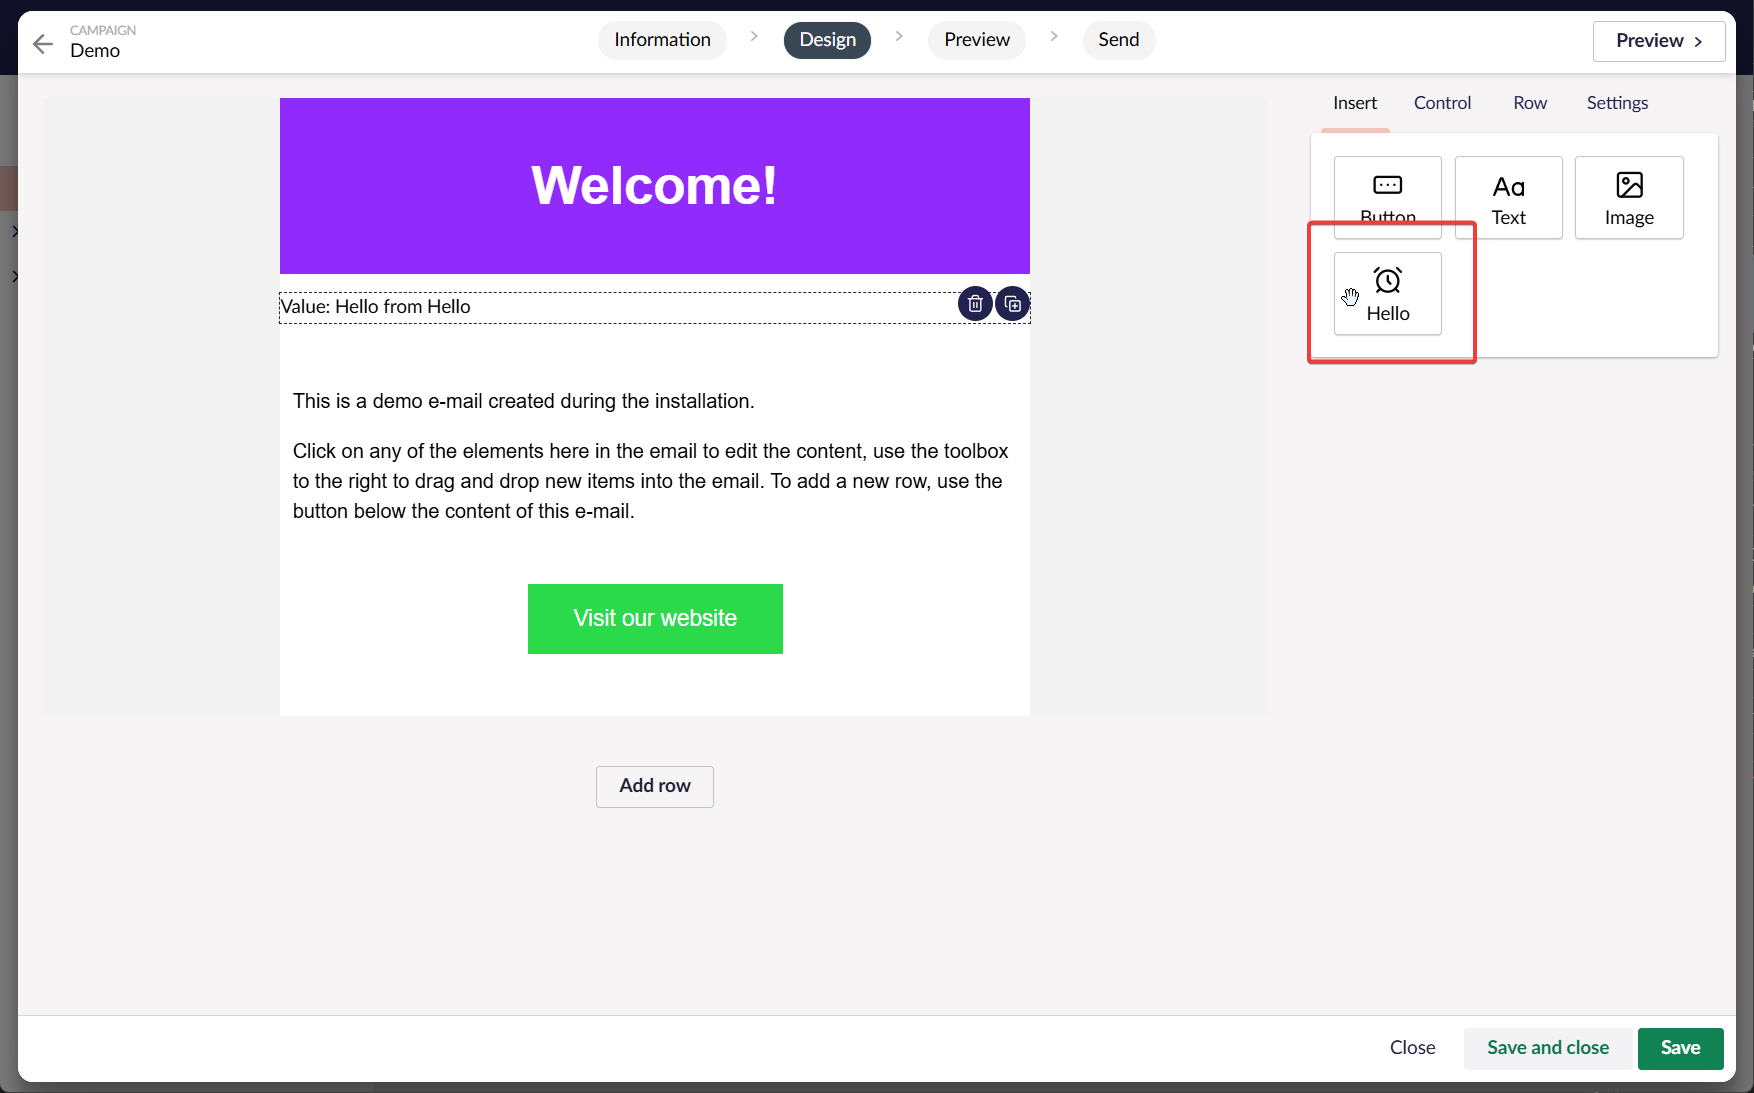 CAMPAIGN
Demo
Information
Design
Preview
Send
Preview
Insert
Control
Row
Settings
Welcome!
Button
Text
Image
Hello
Value: Hello from Hello
This is a demo e-mail created during the installation.
Click on any of the elements here in the email to edit the content, use the toolbox
to the right to drag and drop new items into the email. To add a new row, use the
button below the content of this e-mail.
Visit our website
Add row
Close
Save and close
Save